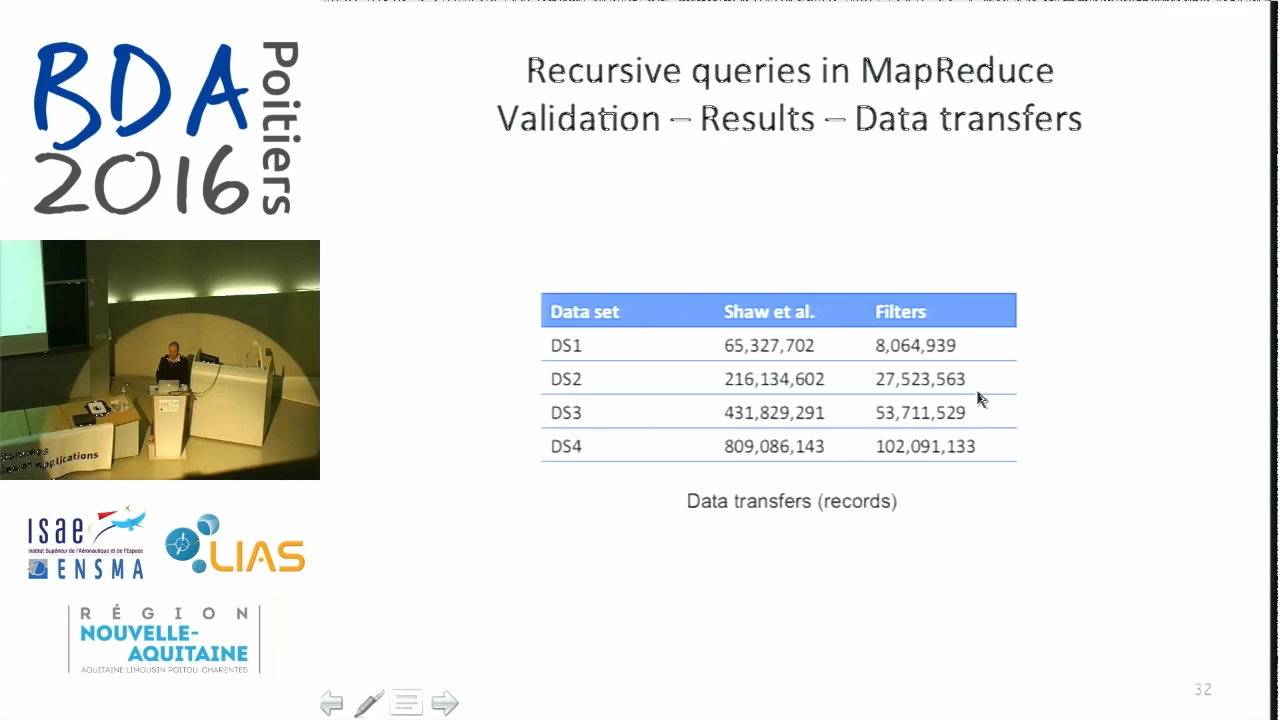 BDA
2016
Poitiers
Recursive queries in MapReduce
Validation – Results – Data transfers
Data set Shaw et al. Filters
DS1 65,327,702 8,064,939
DS2 216,134,602 27,523,563
DS3 431,829,291 53,711,529
DS4 809,086,143 102,091,133
Data transfers (records)
es et Applications
isae
Institut Supérieur de l'Aéronautique et de l'Espace
ENSMA
LIAS
RÉGION
NOUVELLE-
AQUITAINE
AQUITAINE LIMOUSIN POITOU-CHARENTES
32